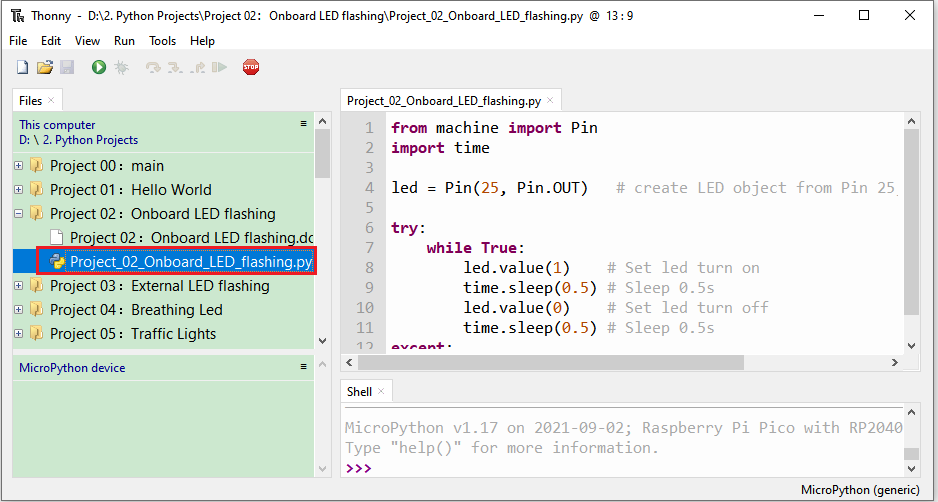 Thonny - D:\2. Python Projects\Project 02：Onboard LED flashing\Project_02_Onboard_LED_flashing.py @ 13 : 9
File Edit View Run Tools Help
STOP
Files ×
This computer ≡
D: \ 2. Python Projects
Project 00：main
Project 01：Hello World
Project 02：Onboard LED flashing
Project 02：Onboard LED flashing.dc
Project_02_Onboard_LED_flashing.py
Project 03：External LED flashing
Project 04：Breathing Led
Project 05：Traffic Lights
MicroPython device ≡
Project_02_Onboard_LED_flashing.py ×
1 from machine import Pin
2 import time
3
4 led = Pin(25, Pin.OUT)   # create LED object from Pin 25,
5
6 try:
7     while True:
8         led.value(1)    # Set led turn on
9         time.sleep(0.5) # Sleep 0.5s
10         led.value(0)    # Set led turn off
11         time.sleep(0.5) # Sleep 0.5s
12 except:
Shell ×
MicroPython v1.17 on 2021-09-02; Raspberry Pi Pico with RP2040
Type "help()" for more information.
>>>
MicroPython (generic)